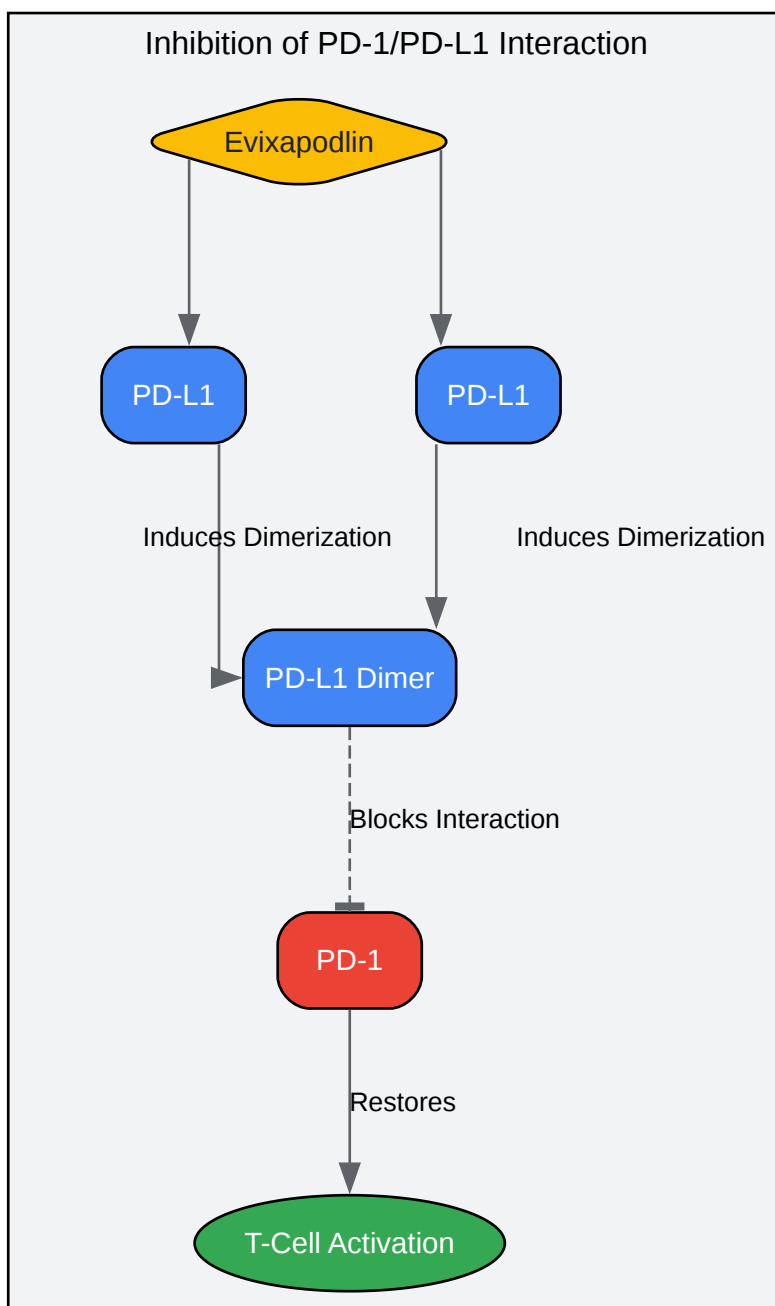 Inhibition of PD-1/PD-L1 Interaction
Evixapodlin
PD-L1
PD-L1
Induces Dimerization
Induces Dimerization
PD-L1 Dimer
Blocks Interaction
PD-1
Restores
T-Cell Activation